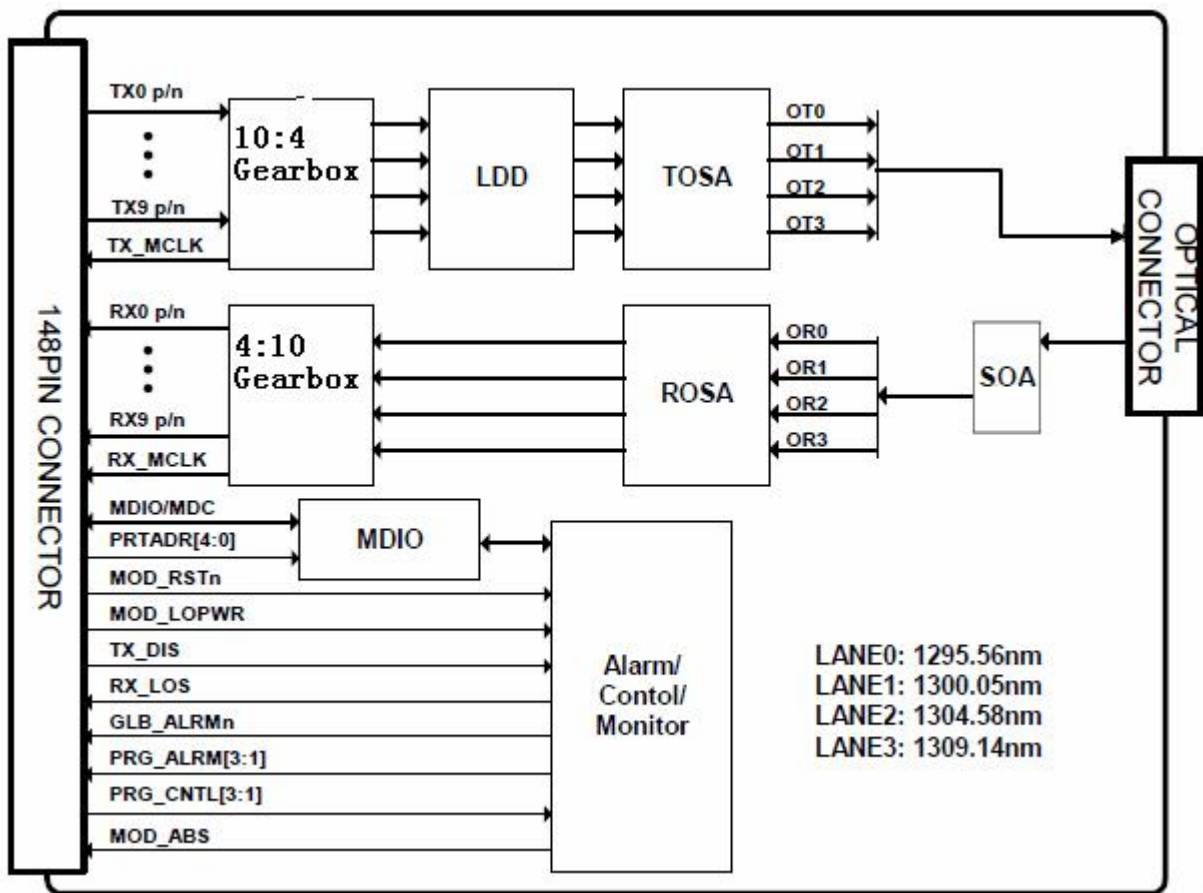 148PIN CONNECTOR
TX0 p/n
TX9 p/n
TX_MCLK
10:4
Gearbox
LDD
TOSA
OT0
OT1
OT2
OT3
OPTICAL
CONNECTOR
RX0 p/n
RX9 p/n
RX_MCLK
4:10
Gearbox
ROSA
OR0
OR1
OR2
OR3
SOA
MDIO/MDC
PRTADR[4:0]
MDIO
MOD_RSTn
MOD_LOPWR
TX_DIS
RX_LOS
GLB_ALRMn
PRG_ALRM[3:1]
PRG_CNTL[3:1]
MOD_ABS
Alarm/
Contol/
Monitor
LANE0: 1295.56nm
LANE1: 1300.05nm
LANE2: 1304.58nm
LANE3: 1309.14nm